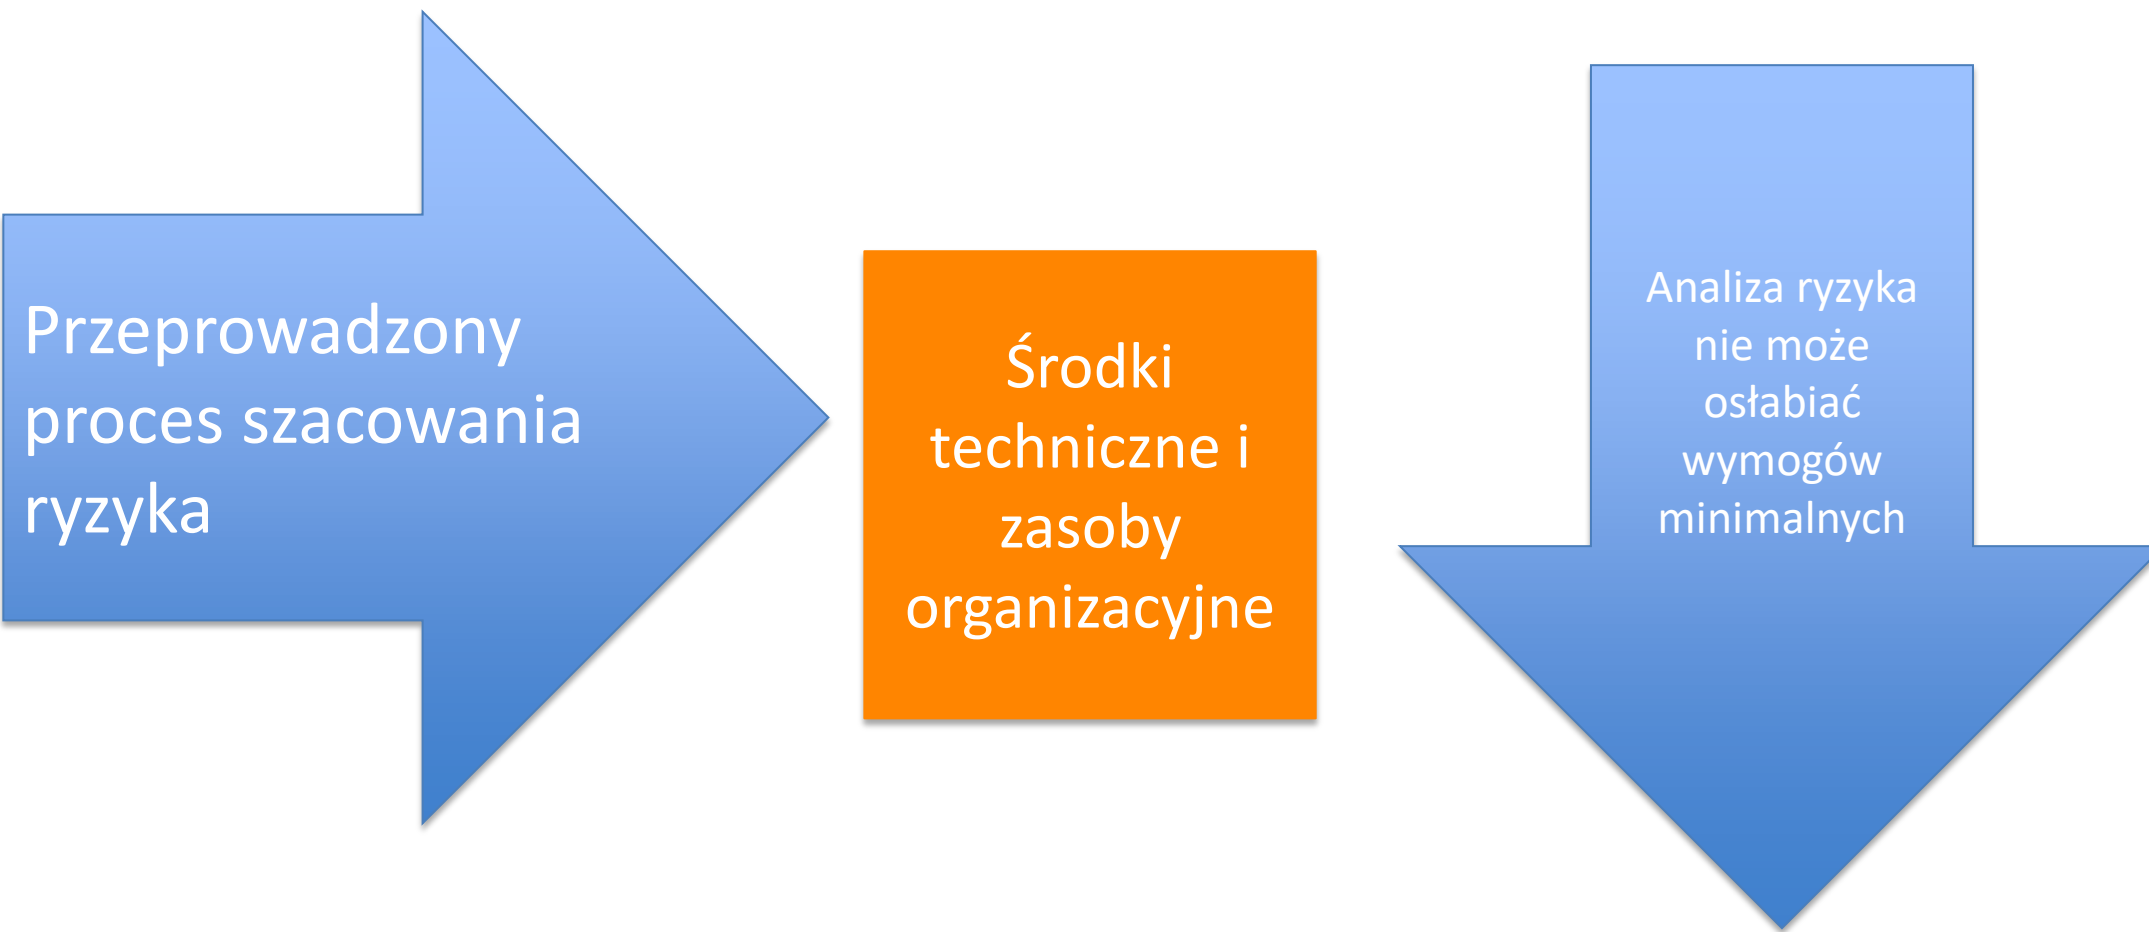 Przeprowadzony
proces szacowania
ryzyka
Środki
techniczne i
zasoby
organizacyjne
Analiza ryzyka
nie może
osłabiać
wymogów
minimalnych